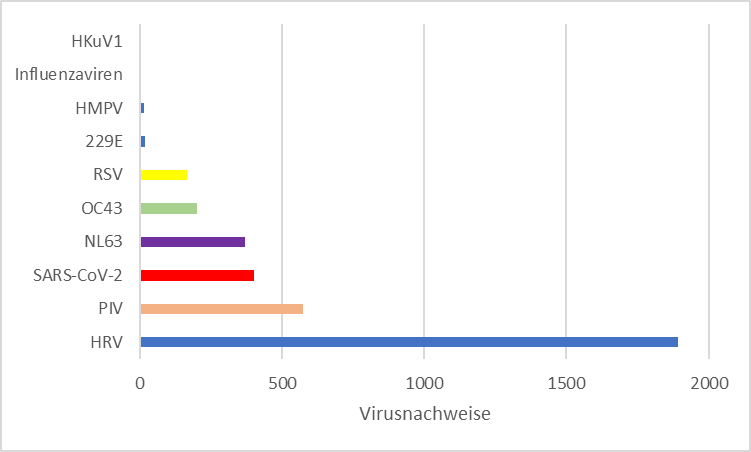 HKuV1
Influenzaviren
HMPV
229E
RSV
OC43
NL63
SARS-CoV-2
PIV
HRV
0 500 1000 1500 2000
Virusnachweise